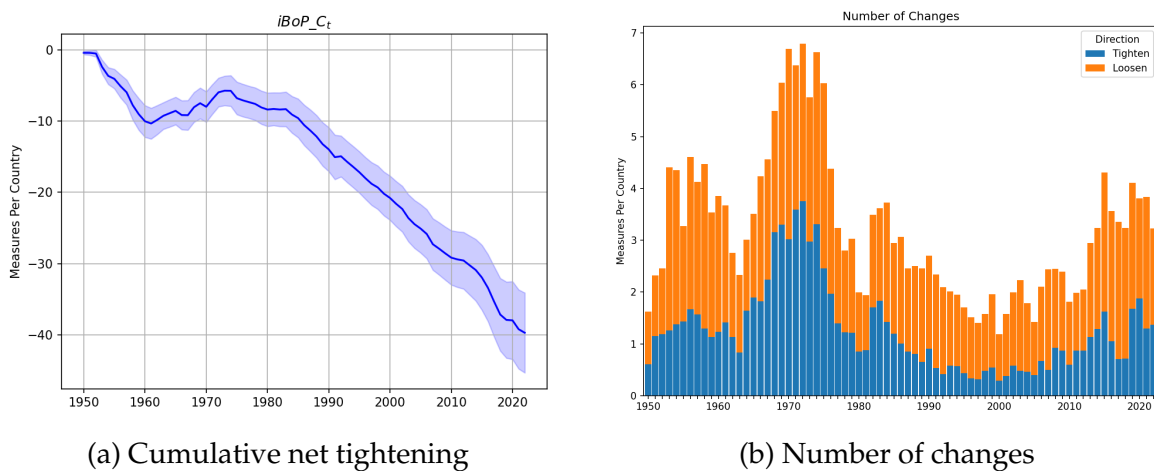 iBoP_C_t
0
−10
−20
−30
−40
Measures Per Country
1950 1960 1970 1980 1990 2000 2010 2020
(a) Cumulative net tightening
Number of Changes
Direction
Tighten
Loosen
7
6
5
4
3
2
1
0
Measures Per Country
1950 1960 1970 1980 1990 2000 2010 2020
(b) Number of changes